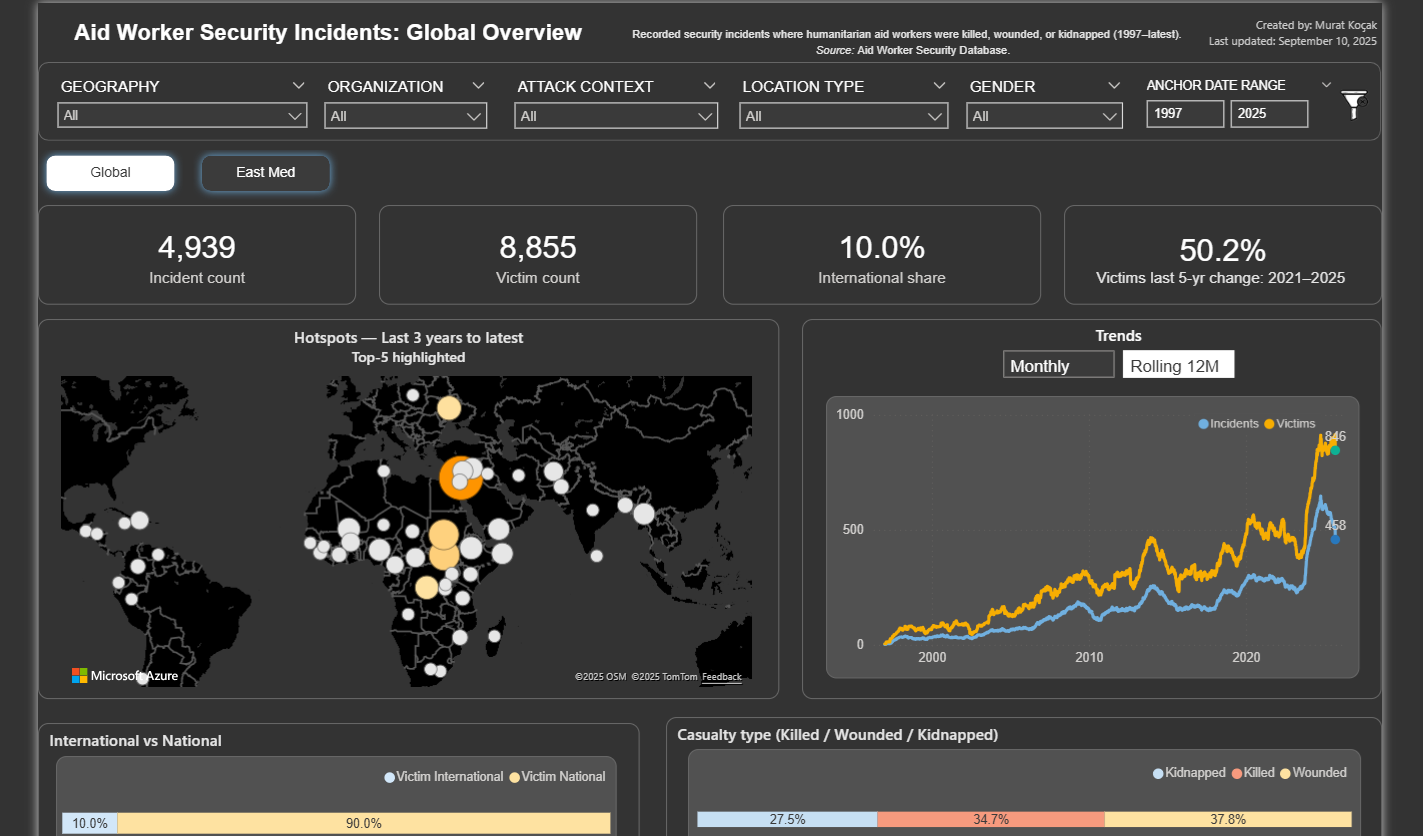 Aid Worker Security Incidents: Global Overview
Recorded security incidents where humanitarian aid workers were killed, wounded, or kidnapped (1997–latest).
Source: Aid Worker Security Database.
Created by: Murat Koçak
Last updated: September 10, 2025
GEOGRAPHY
All
ORGANIZATION
All
ATTACK CONTEXT
All
LOCATION TYPE
All
GENDER
All
ANCHOR DATE RANGE
1997 2025
Global
East Med
4,939
Incident count
8,855
Victim count
10.0%
International share
50.2%
Victims last 5-yr change: 2021–2025
Hotspots — Last 3 years to latest
Top-5 highlighted
Microsoft Azure
©2025 OSM ©2025 TomTom Feedback
Trends
Monthly
Rolling 12M
Incidents Victims
1000
500
0
846
458
2000 2010 2020
International vs National
Victim International Victim National
10.0% 90.0%
Casualty type (Killed / Wounded / Kidnapped)
Kidnapped Killed Wounded
27.5% 34.7% 37.8%